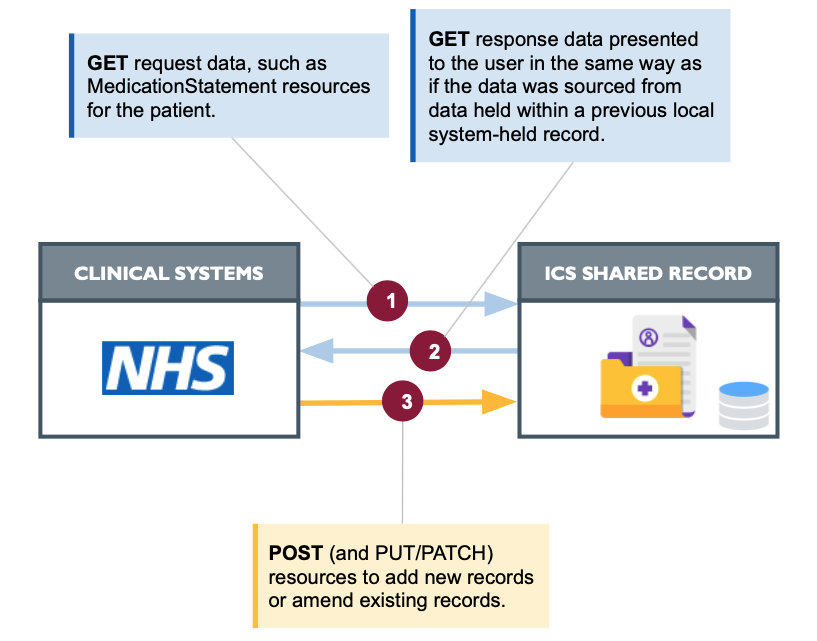 GET request data, such as
MedicationStatement resources
for the patient.
GET response data presented
to the user in the same way as
if the data was sourced from
data held within a previous local
system-held record.
CLINICAL SYSTEMS
ICS SHARED RECORD
1
2
3
NHS
POST (and PUT/PATCH)
resources to add new records
or amend existing records.